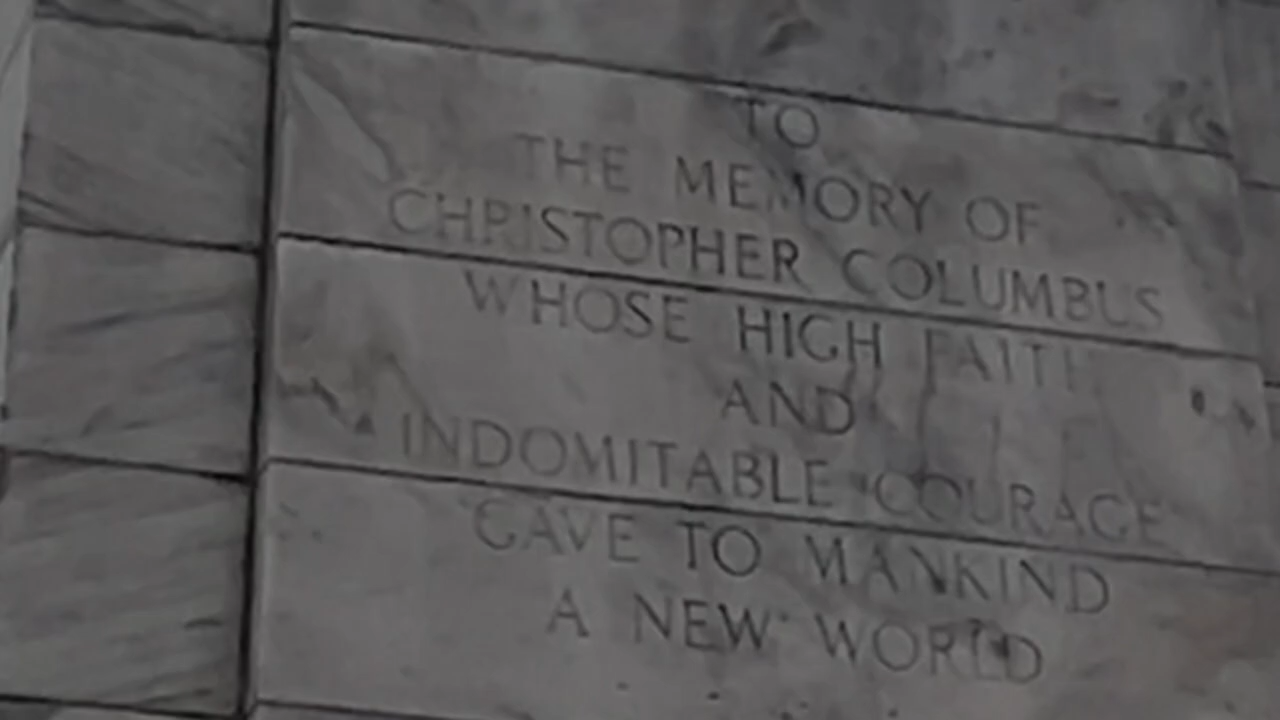 TO
THE MEMORY OF
CHRISTOPHER COLUMBUS
WHOSE HIGH FAITH
AND
INDOMITABLE COURAGE
GAVE TO MANKIND
A NEW WORLD